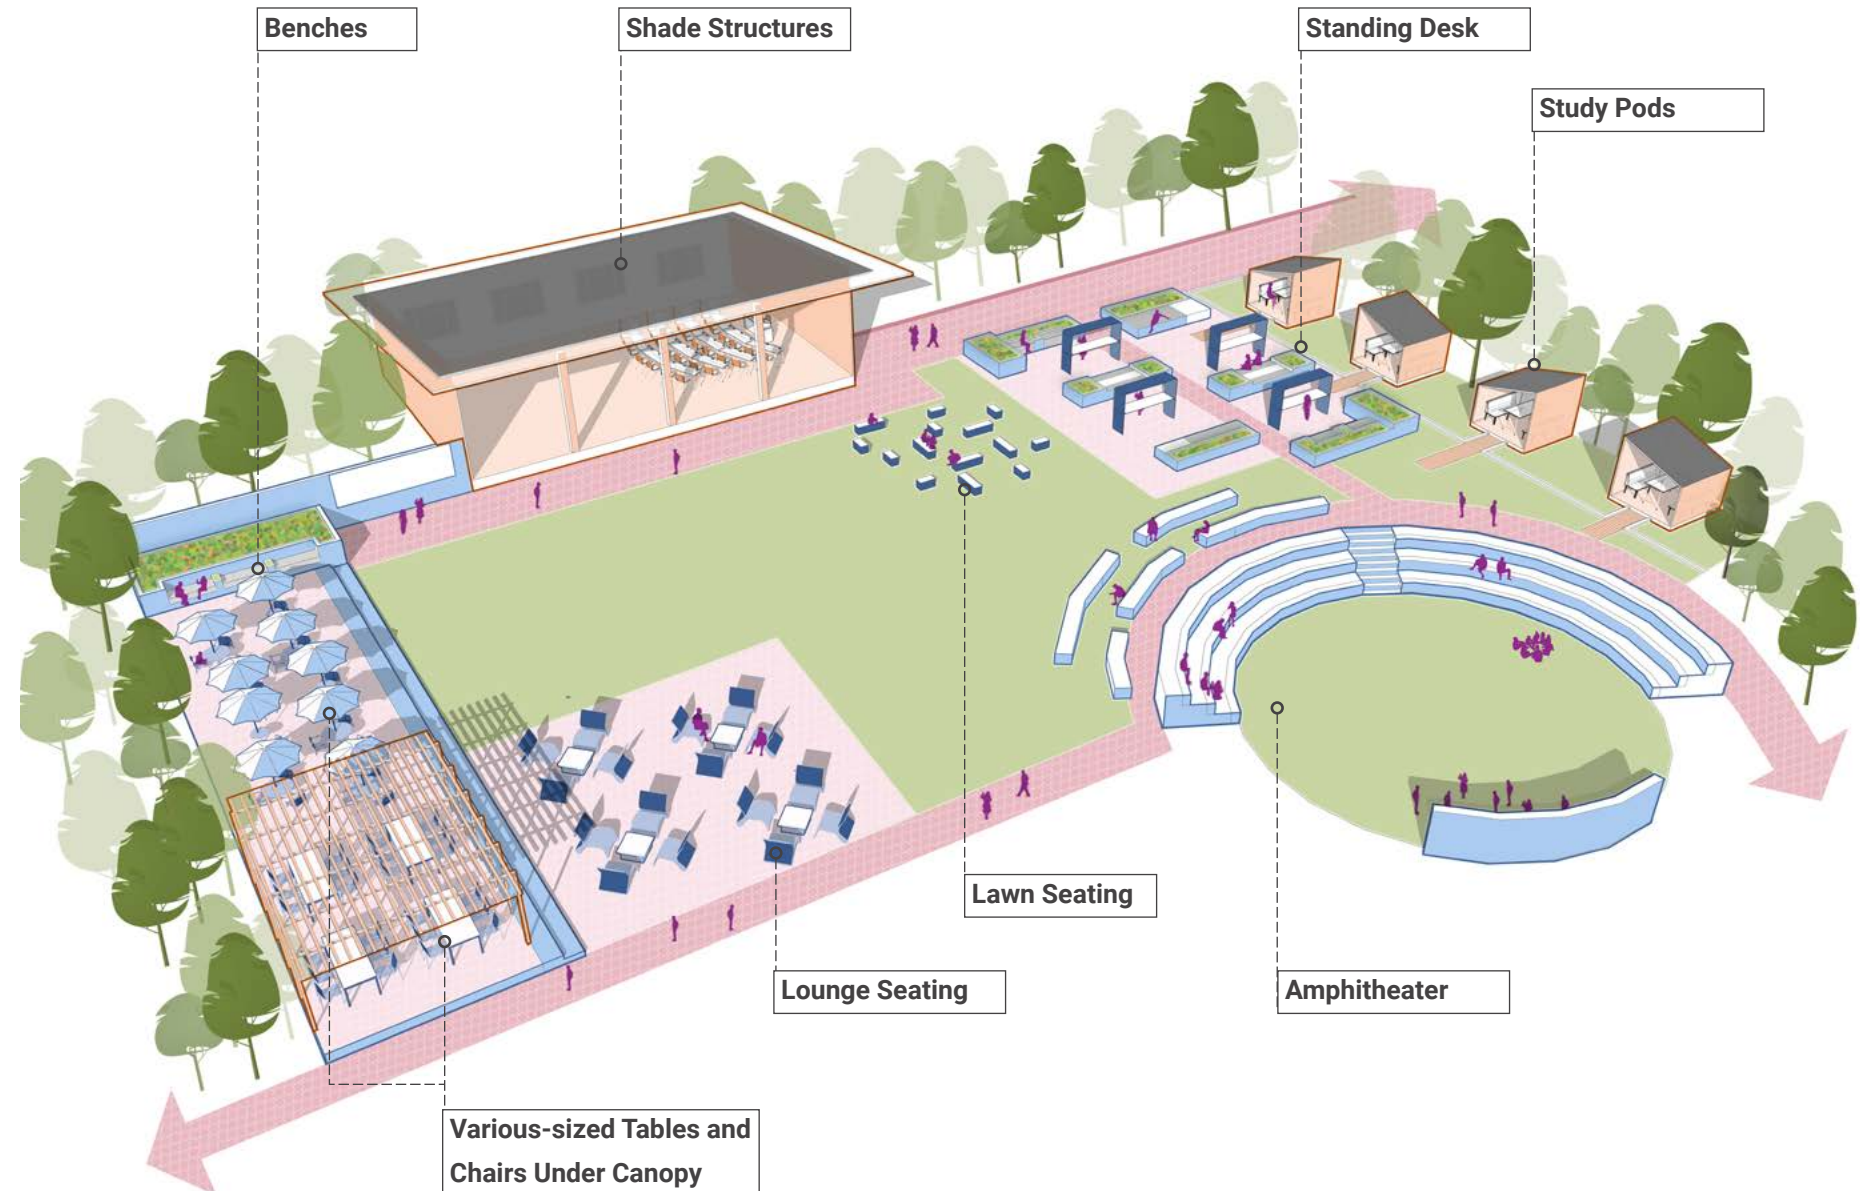 Benches
Shade Structures
Standing Desk
Study Pods
Lawn Seating
Lounge Seating
Amphitheater
Various-sized Tables and
Chairs Under Canopy